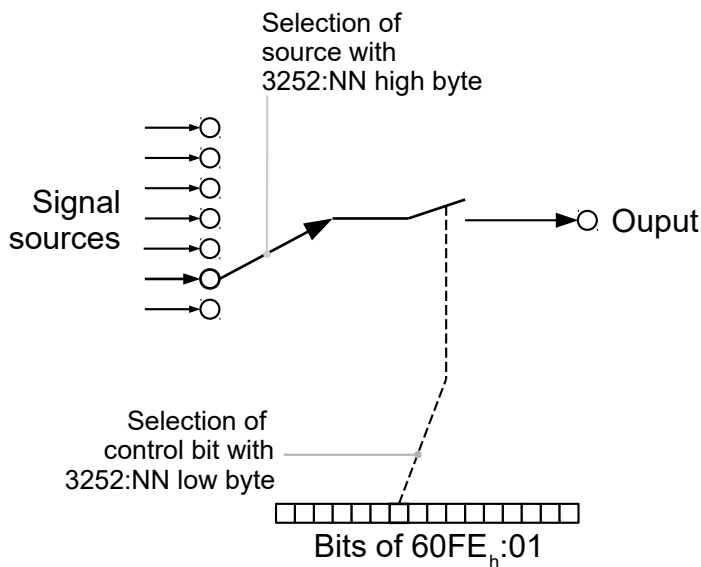 Selection of
source with
3252:NN high byte
Signal
sources
Ouput
Selection of
control bit with
3252:NN low byte
Bits of 60FEₕ:01